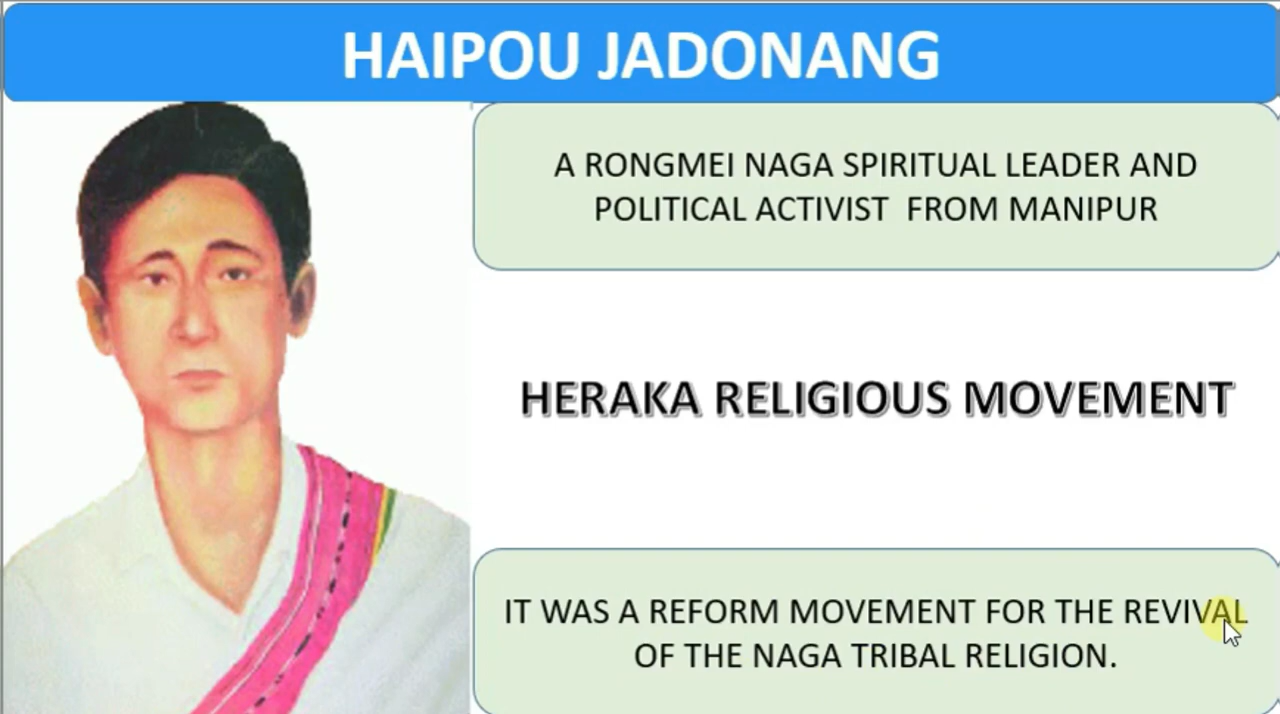 HAIPOU JADONANG
A RONGMEI NAGA SPIRITUAL LEADER AND
POLITICAL ACTIVIST FROM MANIPUR
HERAKA RELIGIOUS MOVEMENT
IT WAS A REFORM MOVEMENT FOR THE REVIVAL
OF THE NAGA TRIBAL RELIGION.